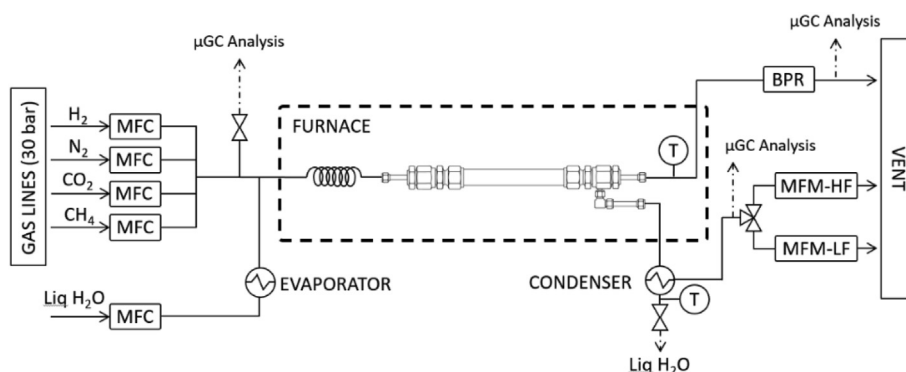 μGC Analysis
μGC Analysis
BPR
GAS LINES (30 bar)
H2
MFC
FURNACE
N2
MFC
T
μGC Analysis
CO2
MFC
MFM-HF
CH4
MFC
VENT
MFM-LF
EVAPORATOR
CONDENSER
Liq H2O
MFC
T
Liq H2O